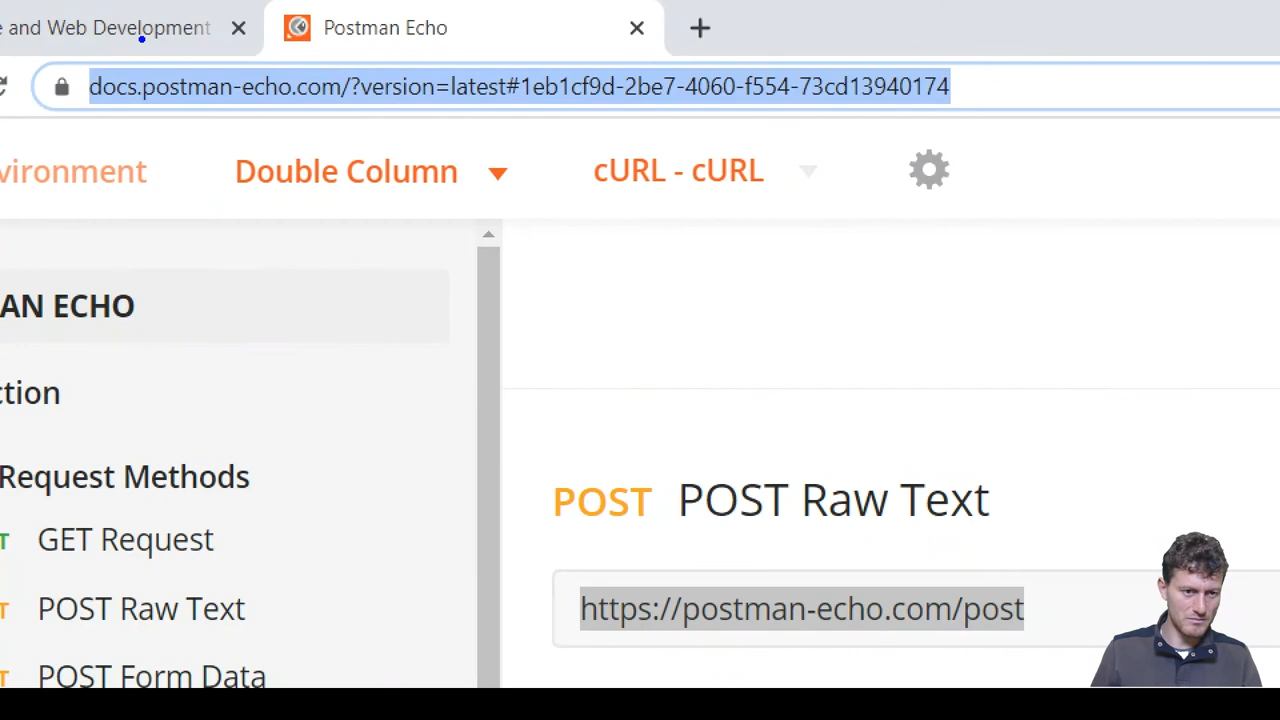 e and Web Development
Postman Echo
docs.postman-echo.com/?version=latest#1eb1cf9d-2be7-4060-f554-73cd13940174
vironment
Double Column
cURL - cURL
AN ECHO
ction
Request Methods
T GET Request
T POST Raw Text
T POST Form Data
POST POST Raw Text
https://postman-echo.com/post